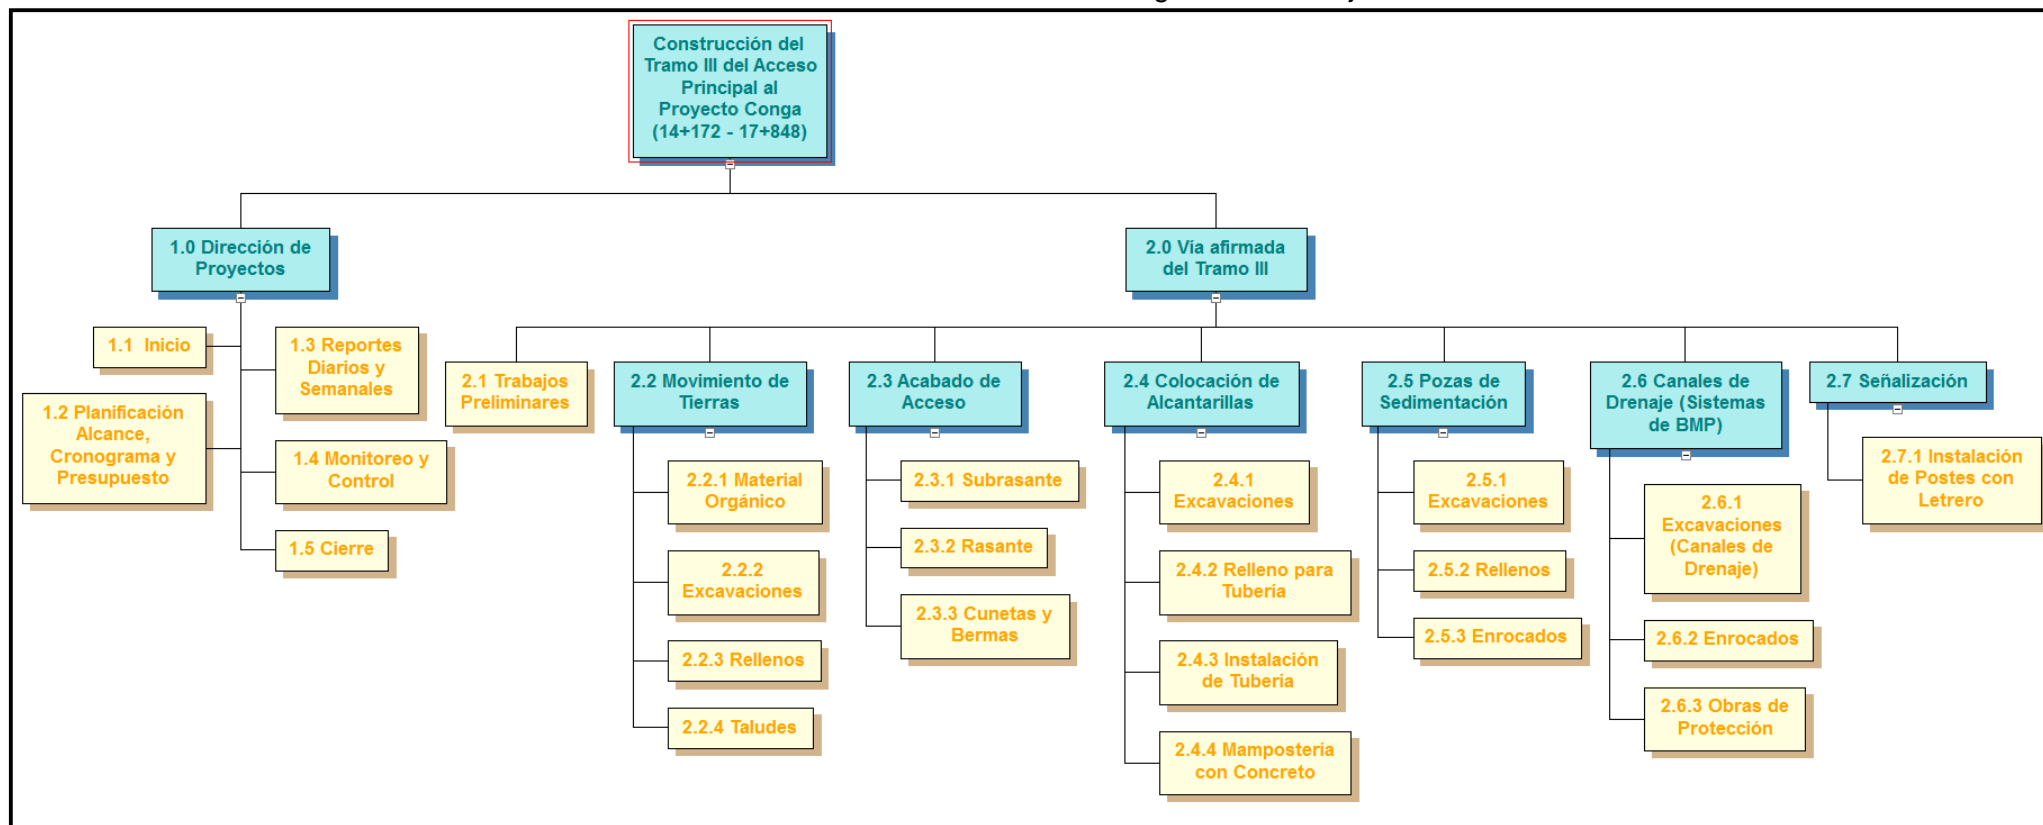 Construcción del
Tramo III del Acceso
Principal al
Proyecto Conga
(14+172 - 17+848)
1.0 Dirección de
Proyectos
2.0 Vía afirmada
del Tramo III
1.1 Inicio
1.2 Planificación
Alcance,
Cronograma y
Presupuesto
1.3 Reportes
Diarios y
Semanales
1.4 Monitoreo y
Control
1.5 Cierre
2.1 Trabajos
Preliminares
2.2 Movimiento de
Tierras
2.2.1 Material
Orgánico
2.2.2
Excavaciones
2.2.3 Rellenos
2.2.4 Taludes
2.3 Acabado de
Acceso
2.3.1 Subrasante
2.3.2 Rasante
2.3.3 Cunetas y
Bermas
2.4 Colocación de
Alcantarillas
2.4.1
Excavaciones
2.4.2 Relleno para
Tubería
2.4.3 Instalación
de Tubería
2.4.4 Mampostería
con Concreto
2.5 Pozas de
Sedimentación
2.5.1
Excavaciones
2.5.2 Rellenos
2.5.3 Enrocados
2.6 Canales de
Drenaje (Sistemas
de BMP)
2.6.1
Excavaciones
(Canales de
Drenaje)
2.6.2 Enrocados
2.6.3 Obras de
Protección
2.7 Señalización
2.7.1 Instalación
de Postes con
Letrero